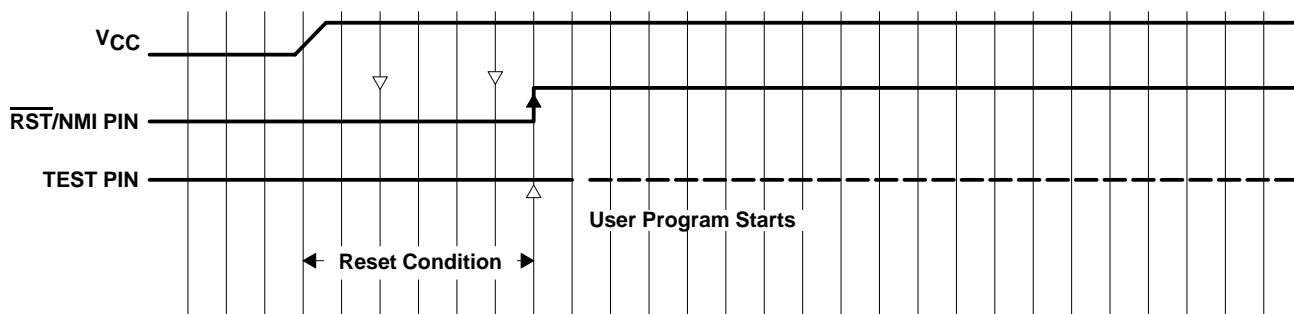 VCC
RST/NMI PIN
TEST PIN
User Program Starts
Reset Condition